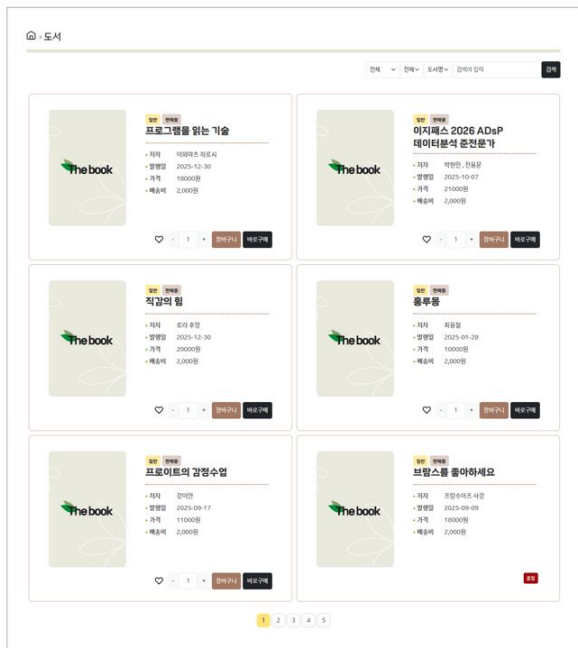 › 도서
전체 전체 도서명 검색어 입력 검색
The book
일반 판매중
프로그램을 읽는 기술
• 저자 이와마츠 히로시
• 발행일 2025-12-30
• 가격 18000원
• 배송비 2,000원
- 1 + 장바구니 바로구매
The book
일반 판매중
이지패스 2026 ADsP
데이터분석 준전문가
• 저자 박현민, 전용문
• 발행일 2025-10-07
• 가격 21000원
• 배송비 2,000원
- 1 + 장바구니 바로구매
The book
일반 판매중
직감의 힘
• 저자 로라 후앙
• 발행일 2025-12-30
• 가격 20000원
• 배송비 2,000원
- 1 + 장바구니 바로구매
The book
일반 판매중
홍루몽
• 저자 최용철
• 발행일 2025-01-28
• 가격 10000원
• 배송비 2,000원
- 1 + 장바구니 바로구매
The book
일반 판매중
프로이트의 감정수업
• 저자 강이안
• 발행일 2025-09-17
• 가격 11000원
• 배송비 2,000원
- 1 + 장바구니 바로구매
The book
일반 판매중
브람스를 좋아하세요
• 저자 프랑수아즈 사강
• 발행일 2025-09-09
• 가격 18000원
• 배송비 2,000원
품절
1 2 3 4 5